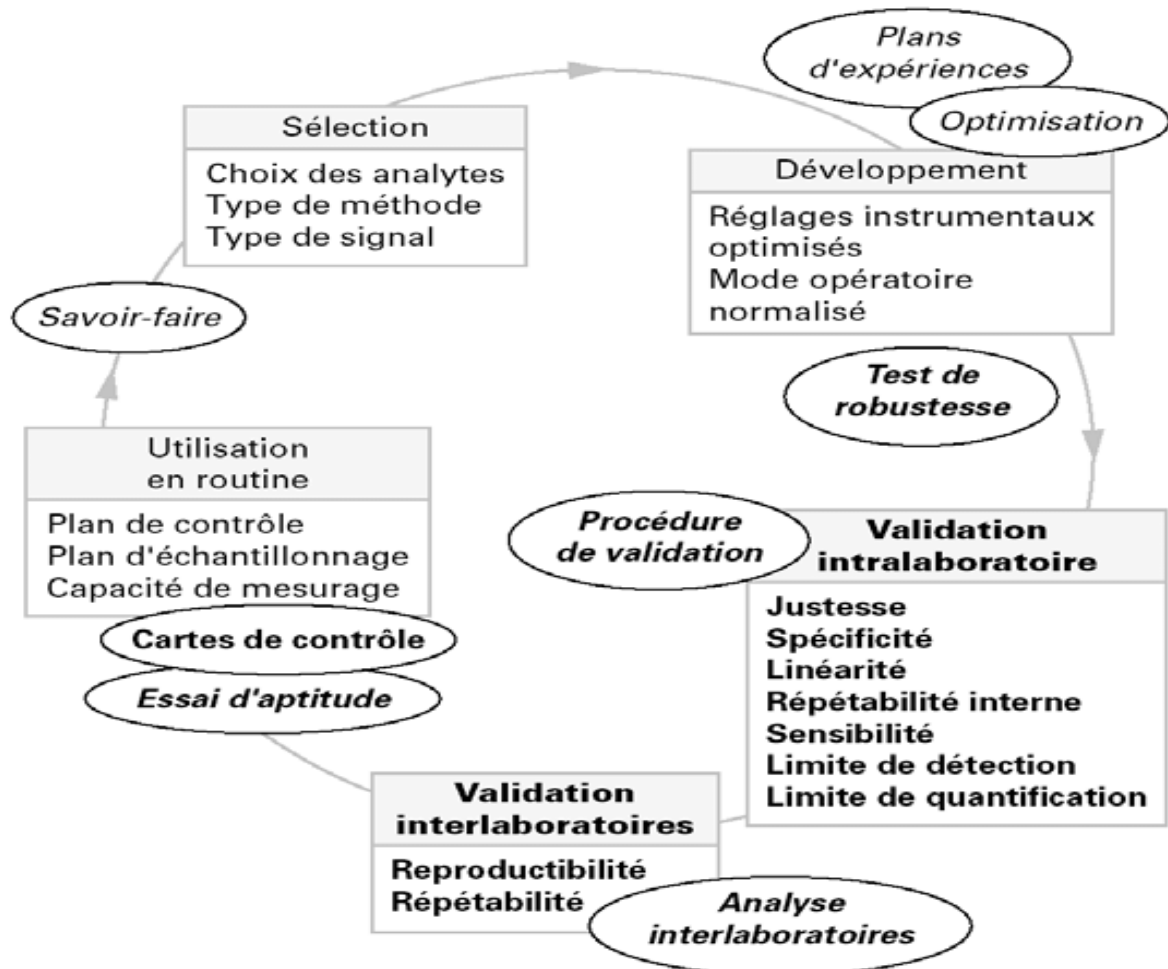 Plans
d'expériences
Optimisation
Sélection
Choix des analytes
Type de méthode
Type de signal
Développement
Réglages instrumentaux
optimisés
Mode opératoire
normalisé
Savoir-faire
Test de
robustesse
Utilisation
en routine
Plan de contrôle
Plan d'échantillonnage
Capacité de mesurage
Procédure
de validation
Validation
intralaboratoire
Justesse
Spécificité
Linéarité
Répétabilité interne
Sensibilité
Limite de détection
Limite de quantification
Cartes de contrôle
Essai d'aptitude
Validation
interlaboratoires
Reproductibilité
Répétabilité
Analyse
interlaboratoires